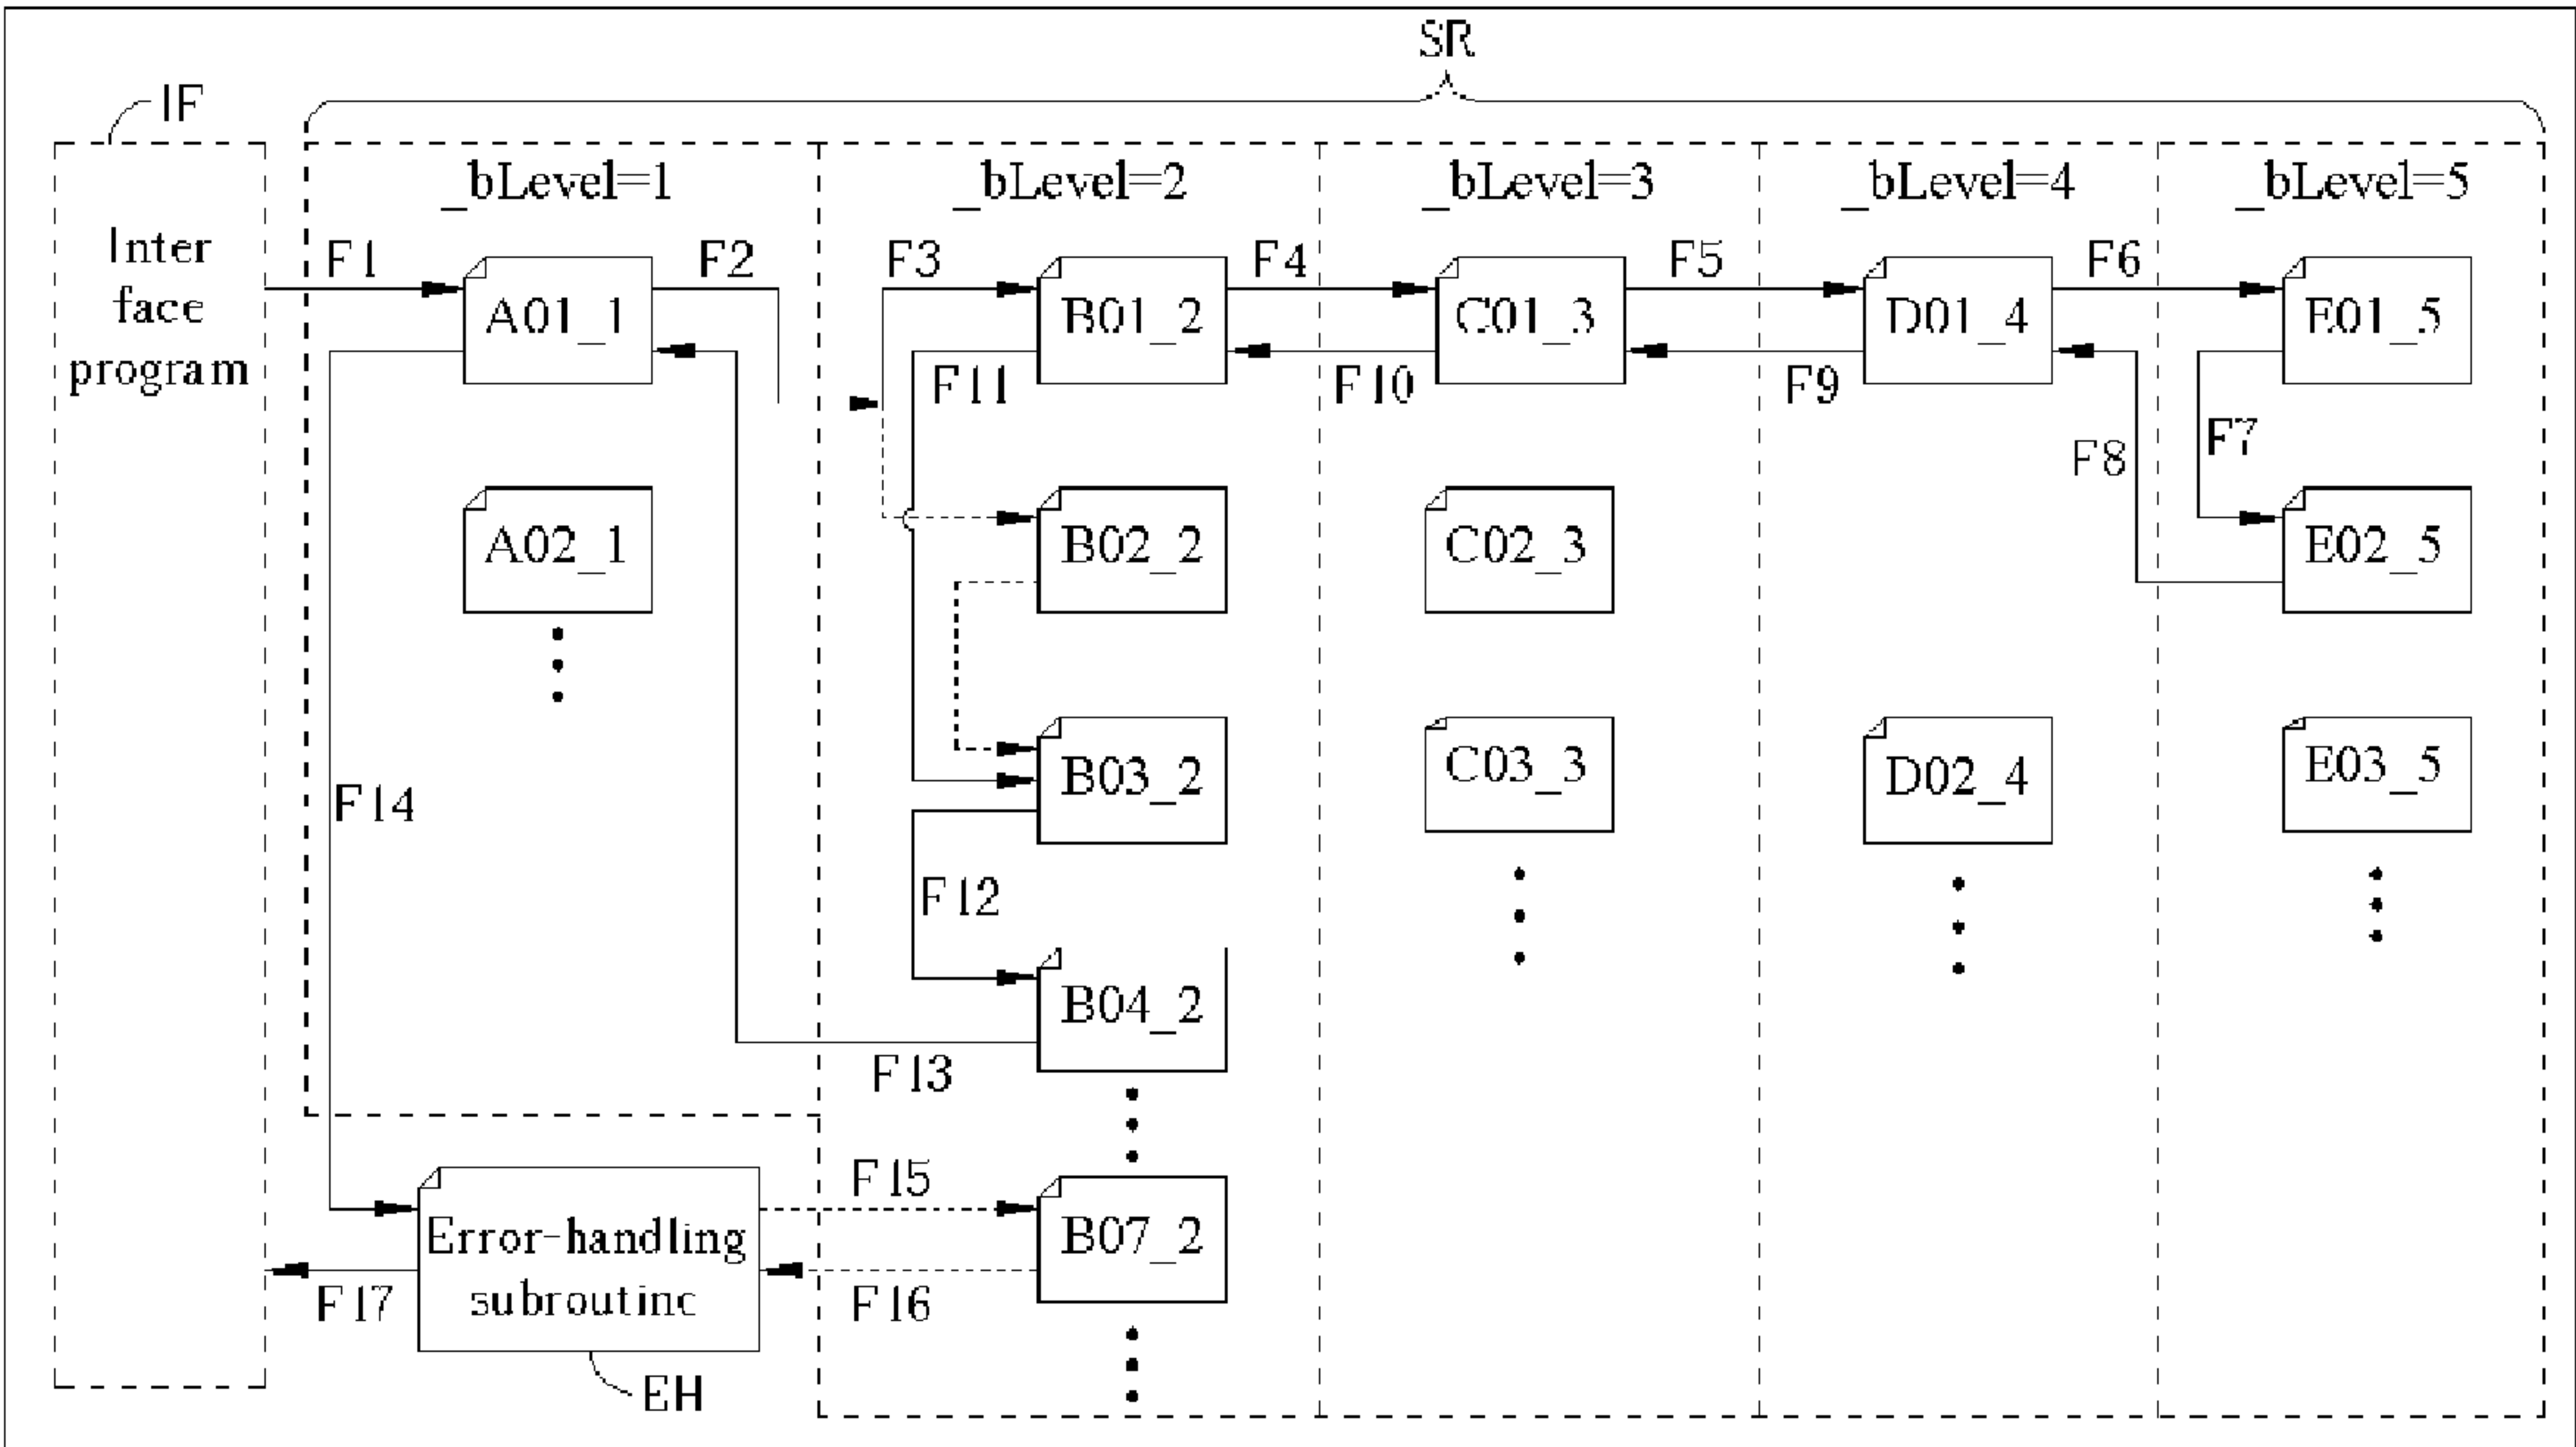 SR
IF
_bLevel=1
_bLevel=2
_bLevel=3
_bLevel=4
_bLevel=5
Inter
face
program
F1
A01_1
F2
F3
B01_2
F4
C01_3
F5
D01_4
F6
E01_5
F11
F10
F9
F8
F7
A02_1
B02_2
C02_3
E02_5
F14
B03_2
C03_3
D02_4
E03_5
F12
B04_2
F13
F15
Error-handling
subroutine
B07_2
F17
F16
EH